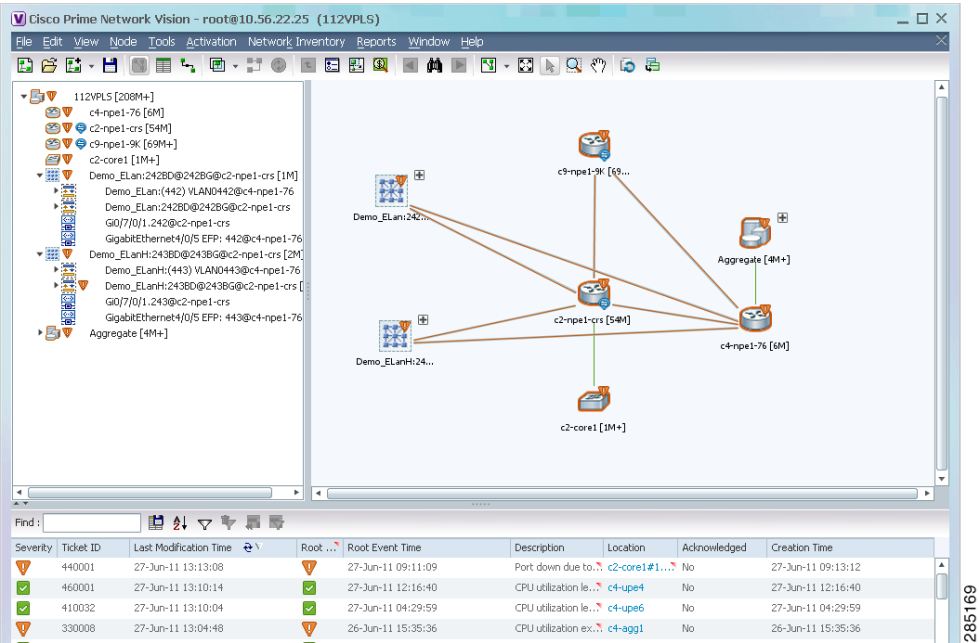 Cisco Prime Network Vision - root@10.56.22.25 (112VPLS)
File Edit View Node Tools Activation Network Inventory Reports Window Help
112VPLS [208M+]
c4-npe1-76 [6M]
c2-npe1-crs [54M]
c9-npe1-9K [69M+]
c2-core1 [1M+]
Demo_ELan:242BD@242BG@c2-npe1-crs [1M]
Demo_ELan:(442) VLAN0442@c4-npe1-76
Demo_ELan:242BD@242BG@c2-npe1-crs
Gi0/7/0/1.242@c2-npe1-crs
GigabitEthernet4/0/5 EFP: 442@c4-npe1-76
Demo_ELanH:243BD@243BG@c2-npe1-crs [2M]
Demo_ELanH:(443) VLAN0443@c4-npe1-76
Demo_ELanH:243BD@243BG@c2-npe1-crs [
Gi0/7/0/1.243@c2-npe1-crs
GigabitEthernet4/0/5 EFP: 443@c4-npe1-76
Aggregate [4M+]
c9-npe1-9K [69...
Demo_ELan:242...
Aggregate [4M+]
c2-npe1-crs [54M]
c4-npe1-76 [6M]
Demo_ELanH:24...
c2-core1 [1M+]
Find :
Severity Ticket ID Last Modification Time Root ... Root Event Time Description Location Acknowledged Creation Time
440001 27-Jun-11 13:13:08 27-Jun-11 09:11:09 Port down due to... c2-core1#1... No 27-Jun-11 09:13:12
460001 27-Jun-11 13:10:14 27-Jun-11 12:16:40 CPU utilization le... c4-upe4 No 27-Jun-11 12:16:40
410032 27-Jun-11 13:10:04 27-Jun-11 04:29:59 CPU utilization le... c4-upe6 No 27-Jun-11 04:29:59
330008 27-Jun-11 13:04:48 26-Jun-11 15:35:36 CPU utilization ex... c4-agg1 No 26-Jun-11 15:35:36
285169